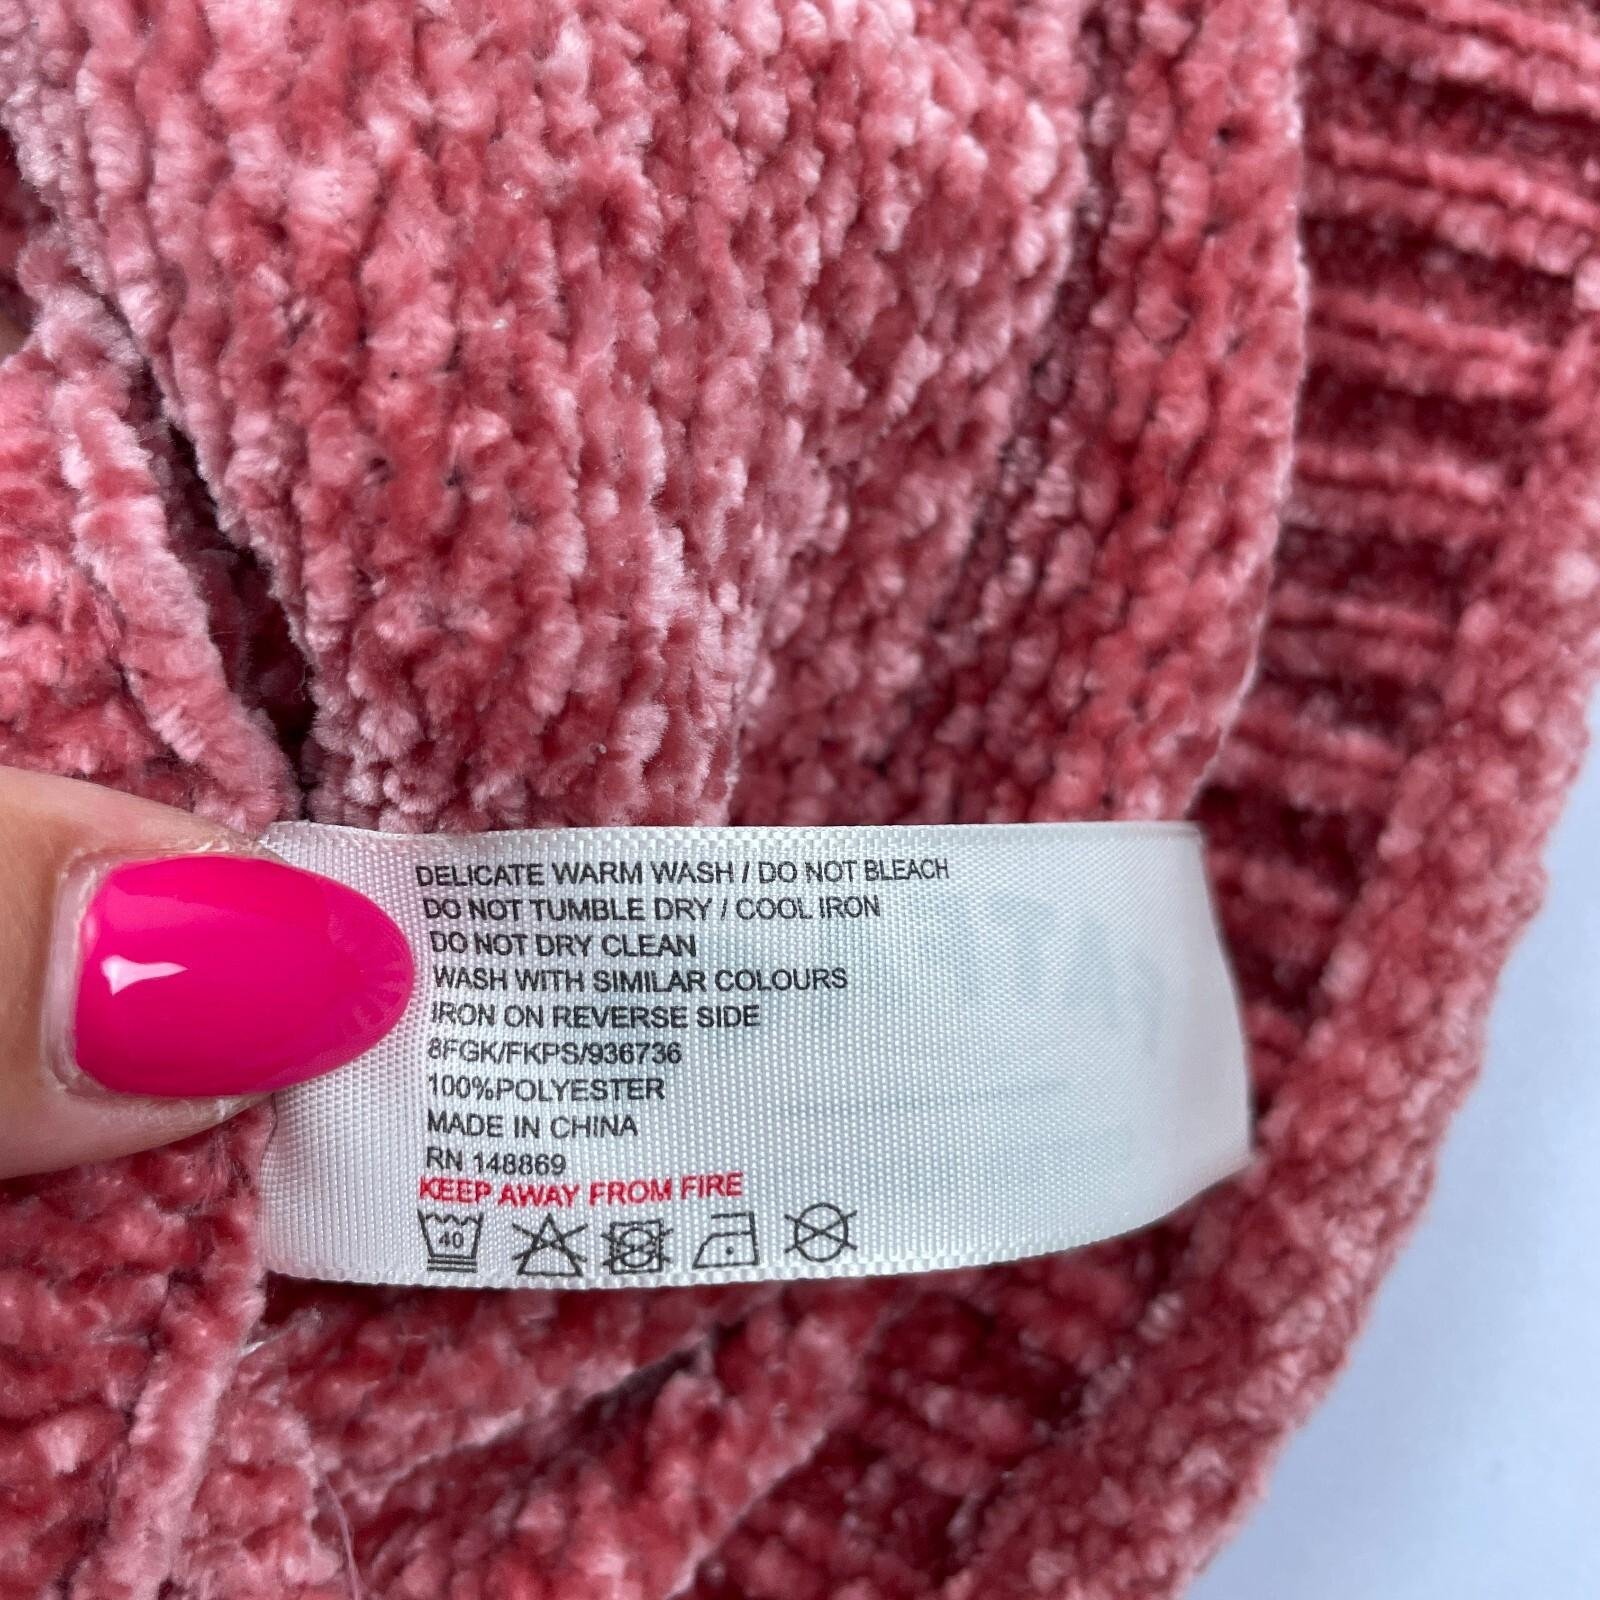 DELICATE WARM WASH / DO NOT BLEACH
DO NOT TUMBLE DRY / COOL IRON
DO NOT DRY CLEAN
WASH WITH SIMILAR COLOURS
IRON ON REVERSE SIDE
8FGK/FKPS/936736
100%POLYESTER
MADE IN CHINA
RN 148869
KEEP AWAY FROM FIRE
40